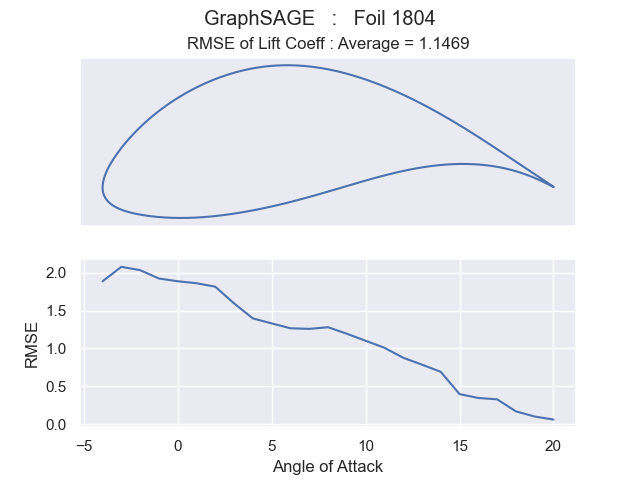 GraphSAGE   :   Foil 1804
RMSE of Lift Coeff : Average = 1.1469
2.0
1.5
1.0
0.5
0.0
RMSE
−5 0 5 10 15 20
Angle of Attack